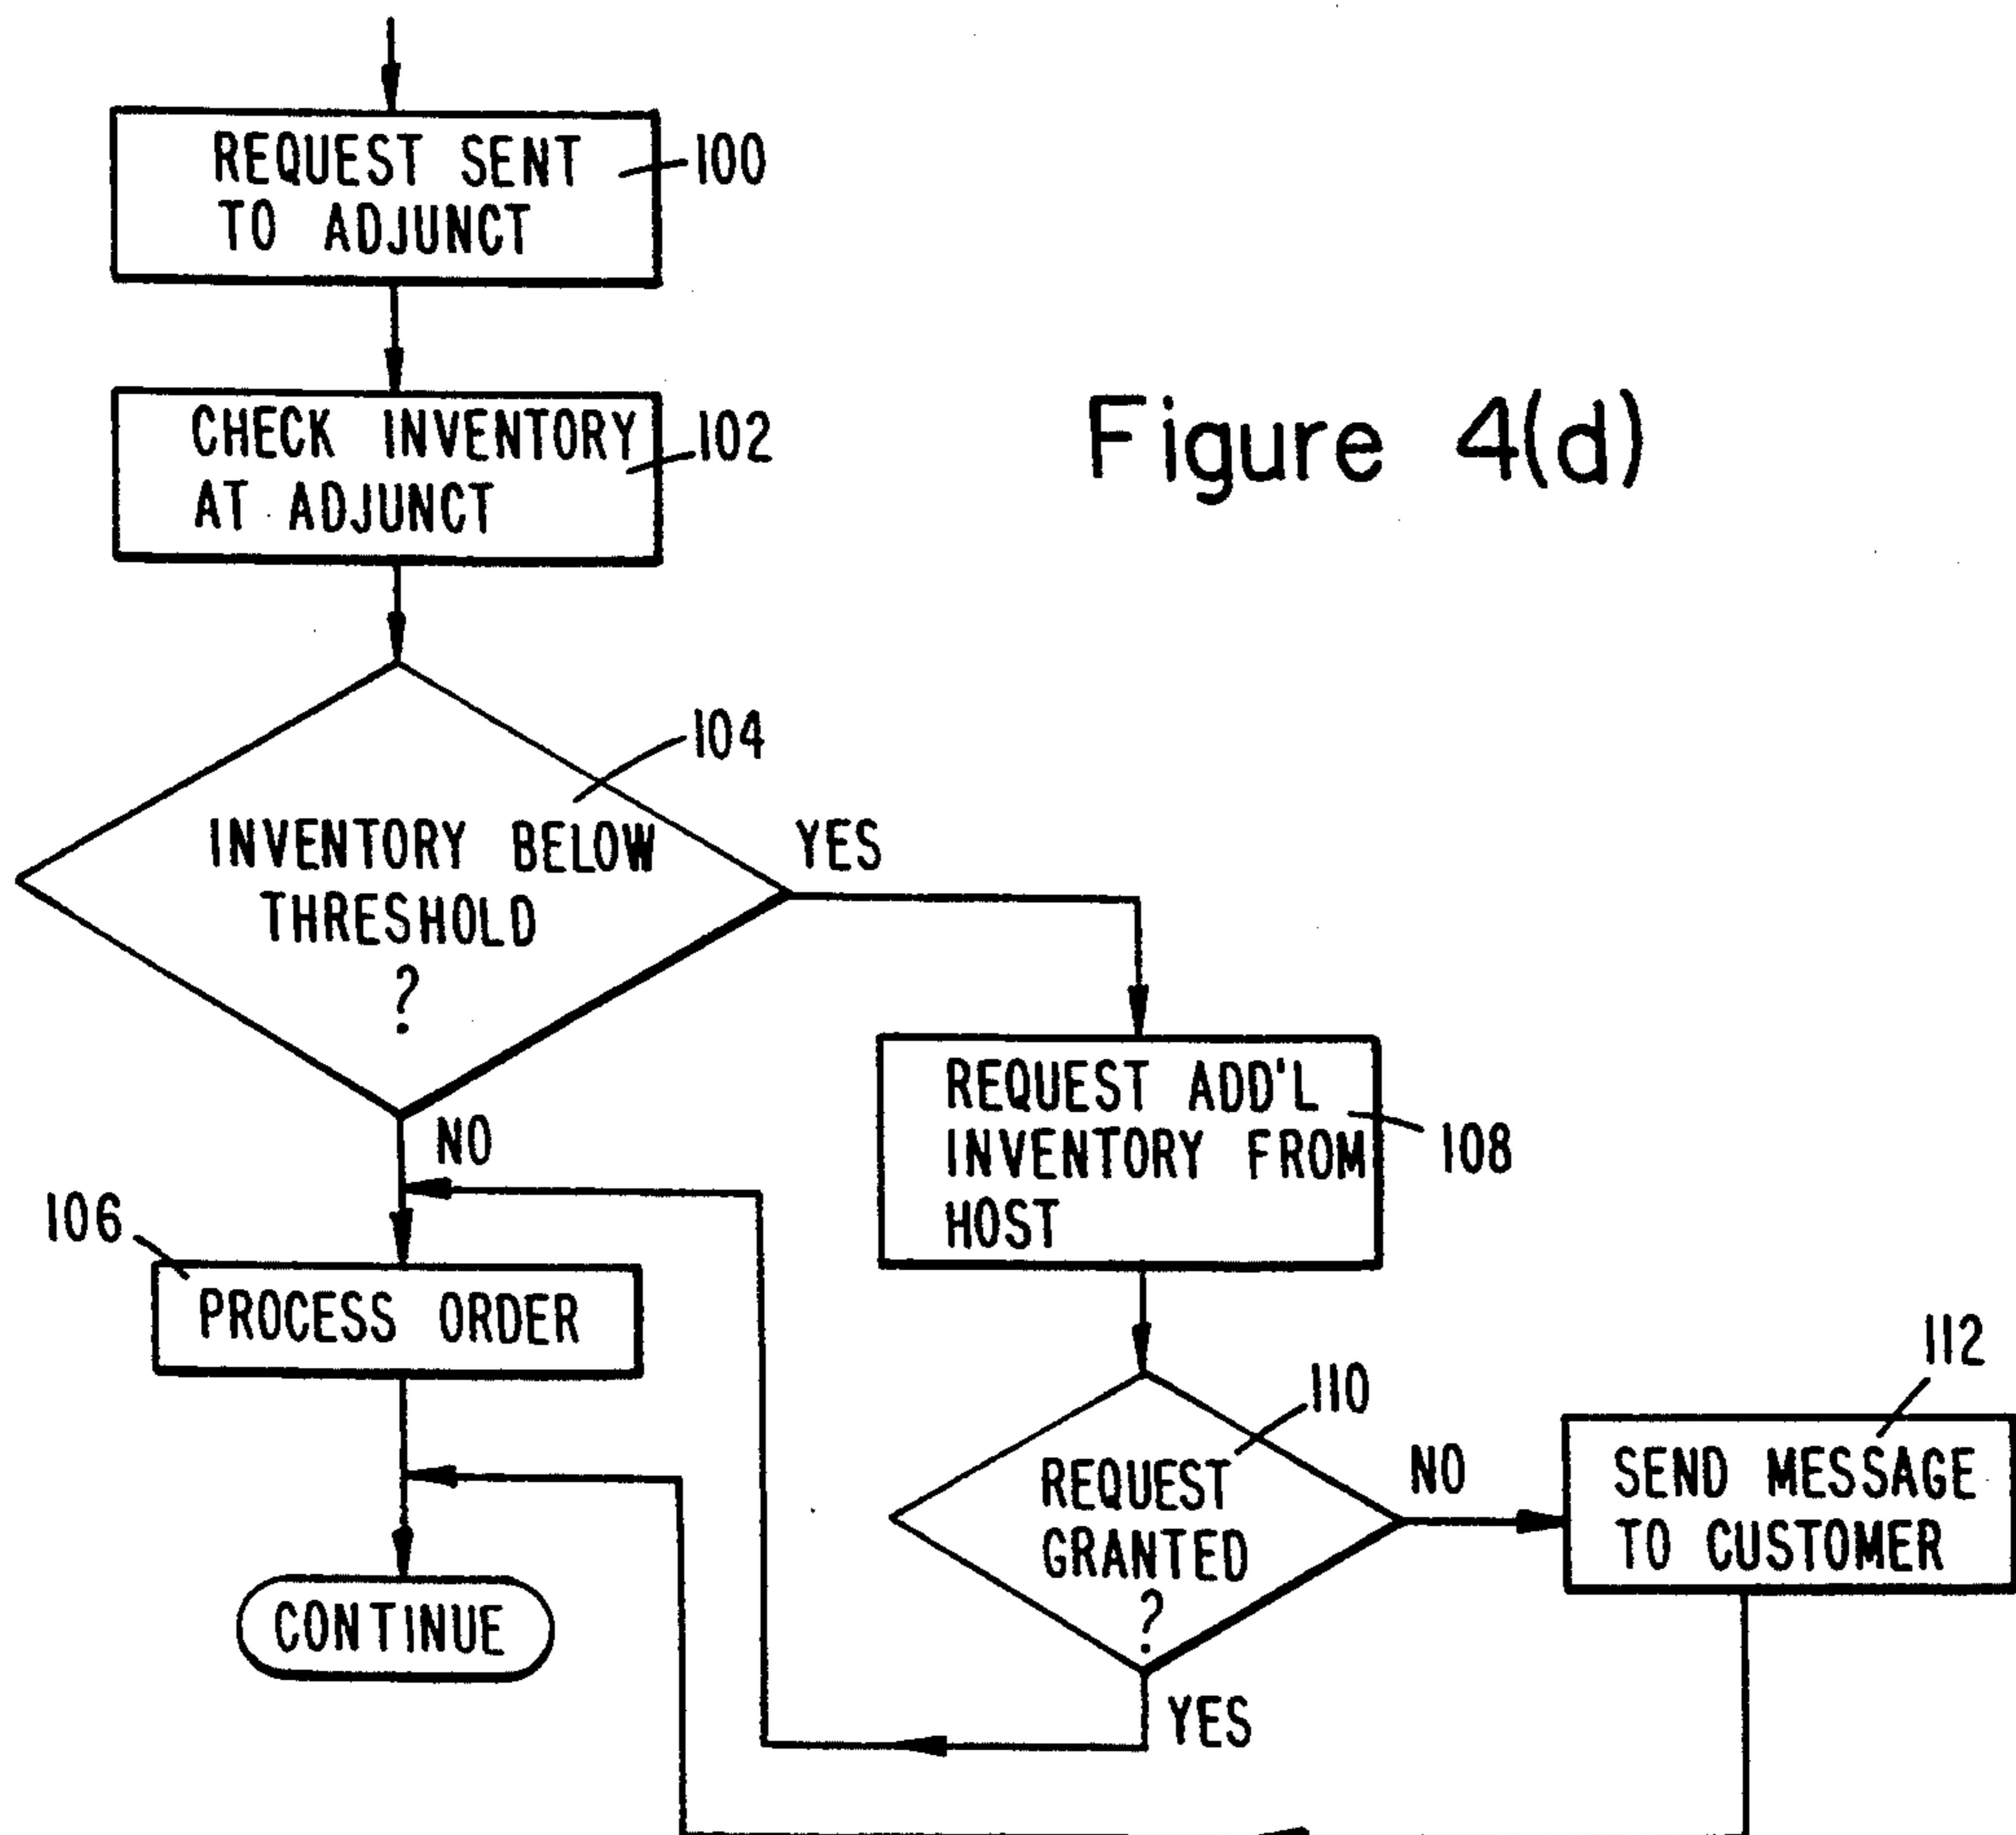 REQUEST SENT
TO ADJUNCT
100
CHECK INVENTORY
AT ADJUNCT
102
Figure 4(d)
104
INVENTORY BELOW
THRESHOLD
?
YES
NO
REQUEST ADD'L
INVENTORY FROM
HOST
108
106
PROCESS ORDER
110
REQUEST
GRANTED
?
NO
112
SEND MESSAGE
TO CUSTOMER
CONTINUE
YES